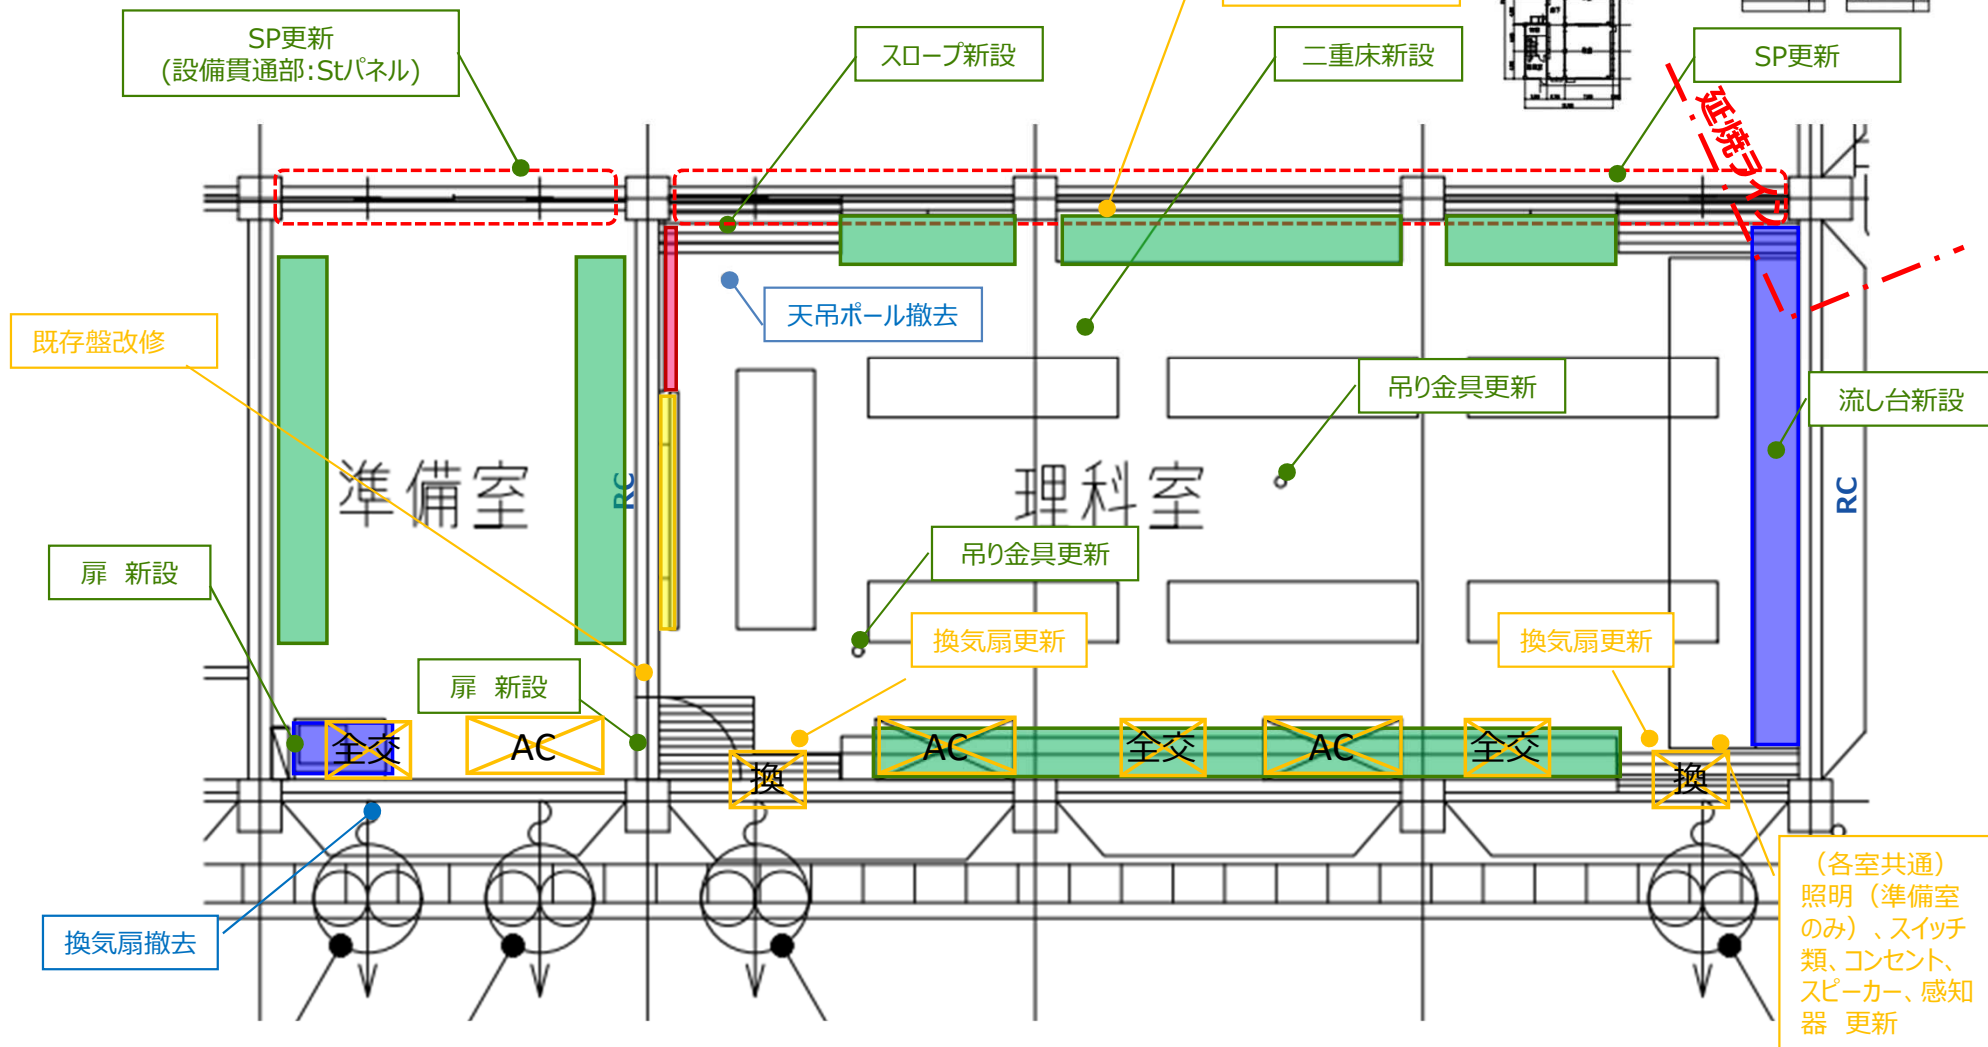 SP更新
(設備貫通部:Stパネル)
スロープ新設
二重床新設
SP更新
延焼ライン
天吊ポール撤去
既存盤改修
吊り金具更新
流し台新設
準備室
RC
理科室
RC
吊り金具更新
扉　新設
換気扇更新
換気扇更新
扉　新設
全交
AC
換
AC
全交
AC
全交
換
換気扇撤去
（各室共通）
照明（準備室
のみ）、スイッチ
類、コンセント、
スピーカー、感知
器　更新